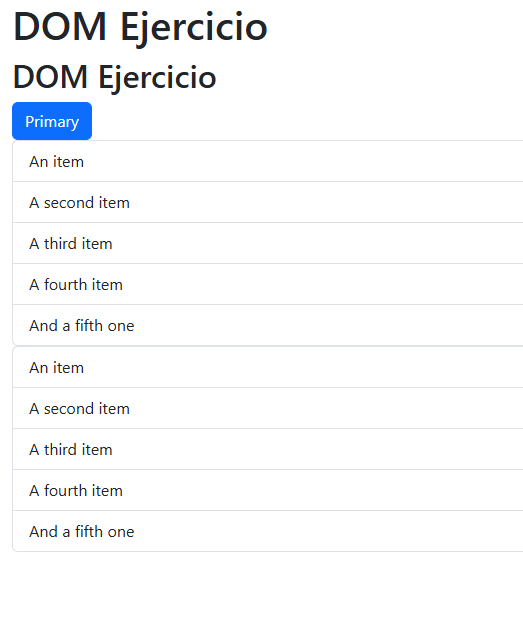 DOM Ejercicio
DOM Ejercicio
Primary
An item
A second item
A third item
A fourth item
And a fifth one
An item
A second item
A third item
A fourth item
And a fifth one